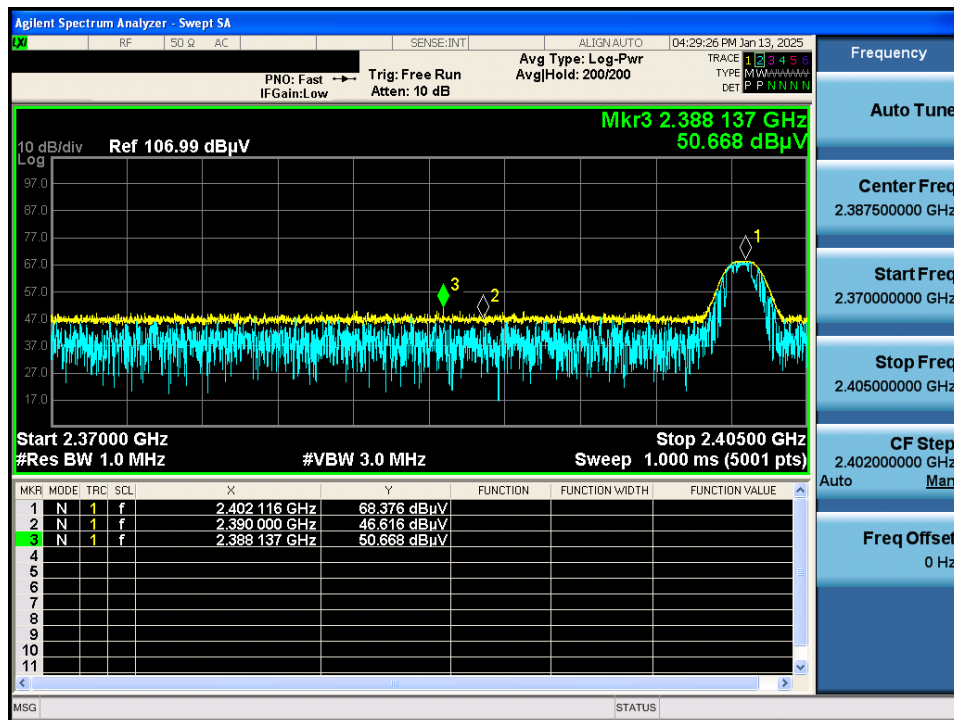 Agilent Spectrum Analyzer - Swept SA
LXI RF 50 Ω AC SENSE:INT ALIGNAUTO 04:29:26 PM Jan 13, 2025
PNO: Fast Trig: Free Run Avg Type: Log-Pwr TRACE 1 2 3 4 5 6
IFGain:Low Atten: 10 dB Avg|Hold: 200/200 TYPE M W
DET P P N N N N
Mkr3 2.388 137 GHz
50.668 dBµV
10 dB/div Ref 106.99 dBµV
Log
97.0
87.0
77.0
67.0
57.0
47.0
37.0
27.0
17.0
1
3
2
Start 2.37000 GHz Stop 2.40500 GHz
#Res BW 1.0 MHz #VBW 3.0 MHz Sweep 1.000 ms (5001 pts)
MKR MODE TRC SCL X Y FUNCTION FUNCTION WIDTH FUNCTION VALUE
1 N 1 f 2.402 116 GHz 68.376 dBµV
2 N 1 f 2.390 000 GHz 46.616 dBµV
3 N 1 f 2.388 137 GHz 50.668 dBµV
4
5
6
7
8
9
10
11
MSG STATUS
Frequency
Auto Tune
Center Freq
2.387500000 GHz
Start Freq
2.370000000 GHz
Stop Freq
2.405000000 GHz
CF Step
2.402000000 GHz
Auto Man
Freq Offset
0 Hz